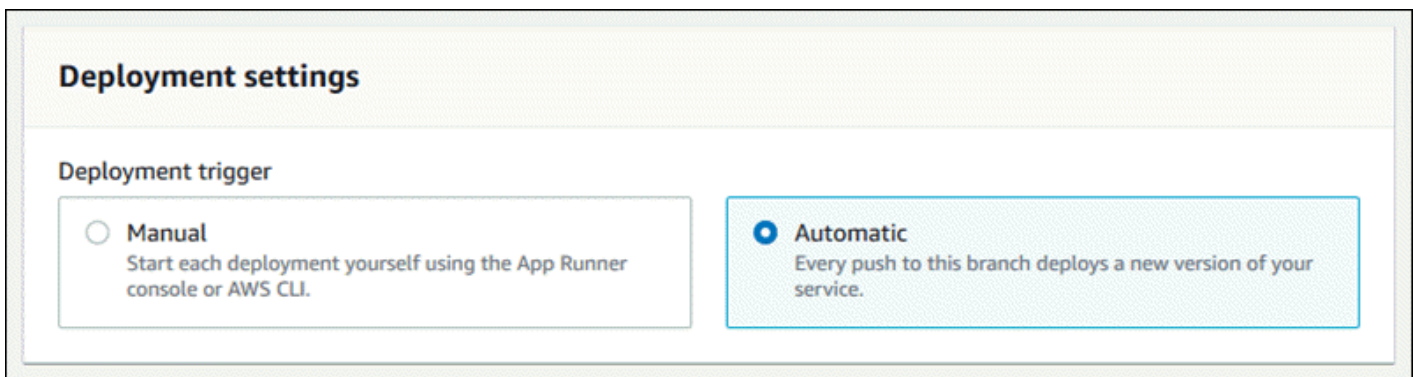 Deployment settings
Deployment trigger
Manual
Start each deployment yourself using the App Runner
console or AWS CLI.
Automatic
Every push to this branch deploys a new version of your
service.